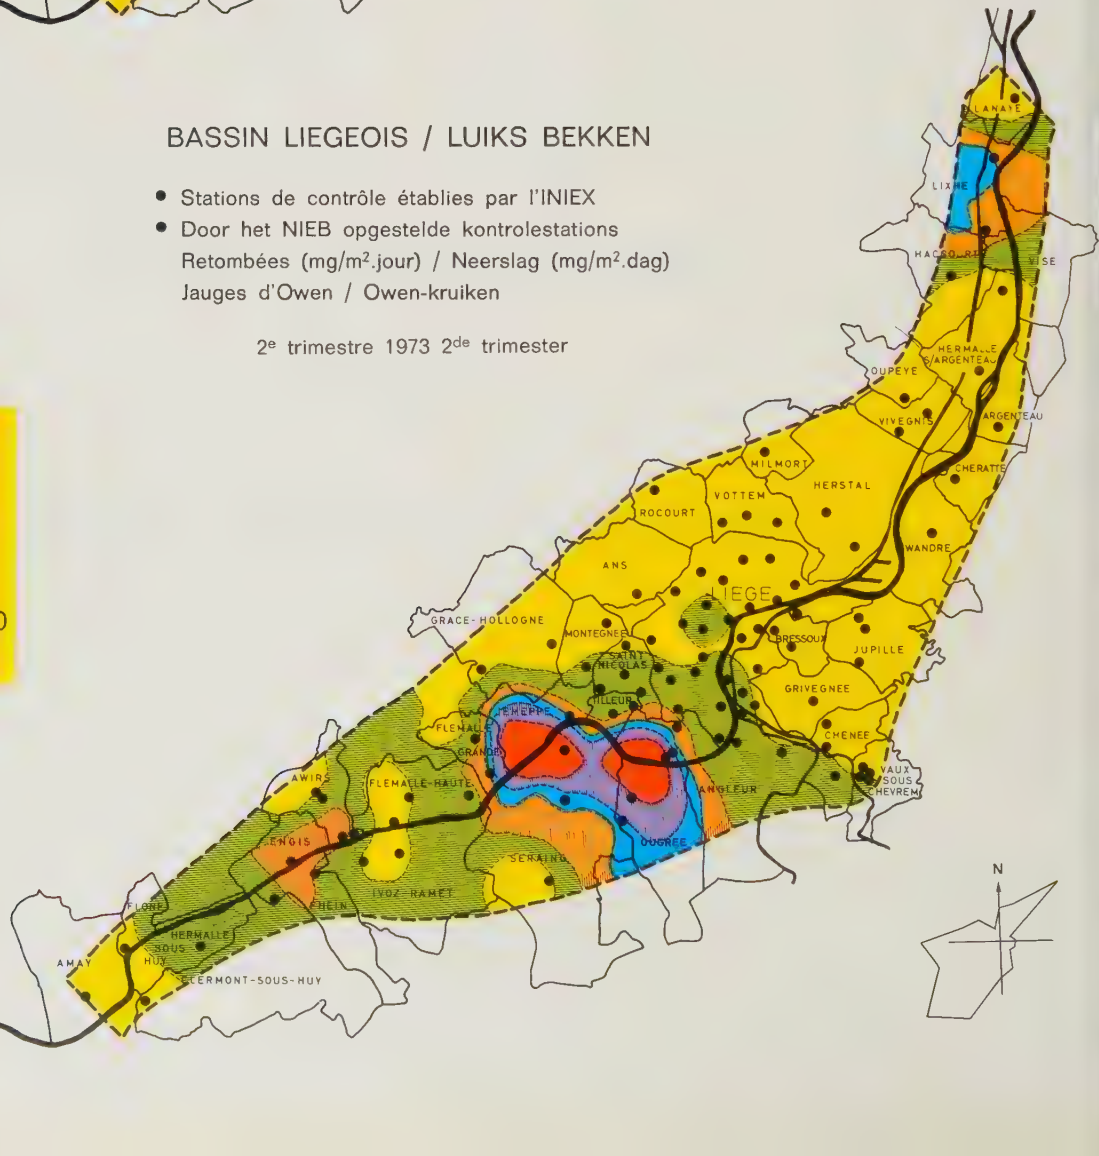 BASSIN LIEGEOIS / LUIKS BEKKEN
● Stations de contrôle établies par l'INIEX
● Door het NIEB opgestelde kontrolestations
Retombées (mg/m².jour) / Neerslag (mg/m².dag)
Jauges d'Owen / Owen-kruiken
2e trimestre 1973 2de trimester
LANAYE
LIXHE
HACCOURT
VISE
HERMALLE
S/ARGENTEAU
OUPEYE
VIVEGNIS
ARGENTEAU
MILMORT
CHERATTE
HERSTAL
VOTTEM
ROCOURT
WANDRE
ANS
LIEGE
GRACE-HOLLOGNE
MONTEGNEE
BRESSOUX
JUPILLE
SAINT
NICOLAS
GRIVEGNEE
TILLEUR
JEMEPPE
FLEMALLE
GRANDE
CHENEE
VAUX
SOUS
CHEVREM
AWIRS
FLEMALLE-HAUTE
ANGLEUR
ENGIS
OUGREE
SERAING
IVOZ-RAMET
EHEIN
FLONE
HERMALLE
SOUS
HUY
AMAY
CLERMONT-SOUS-HUY
N